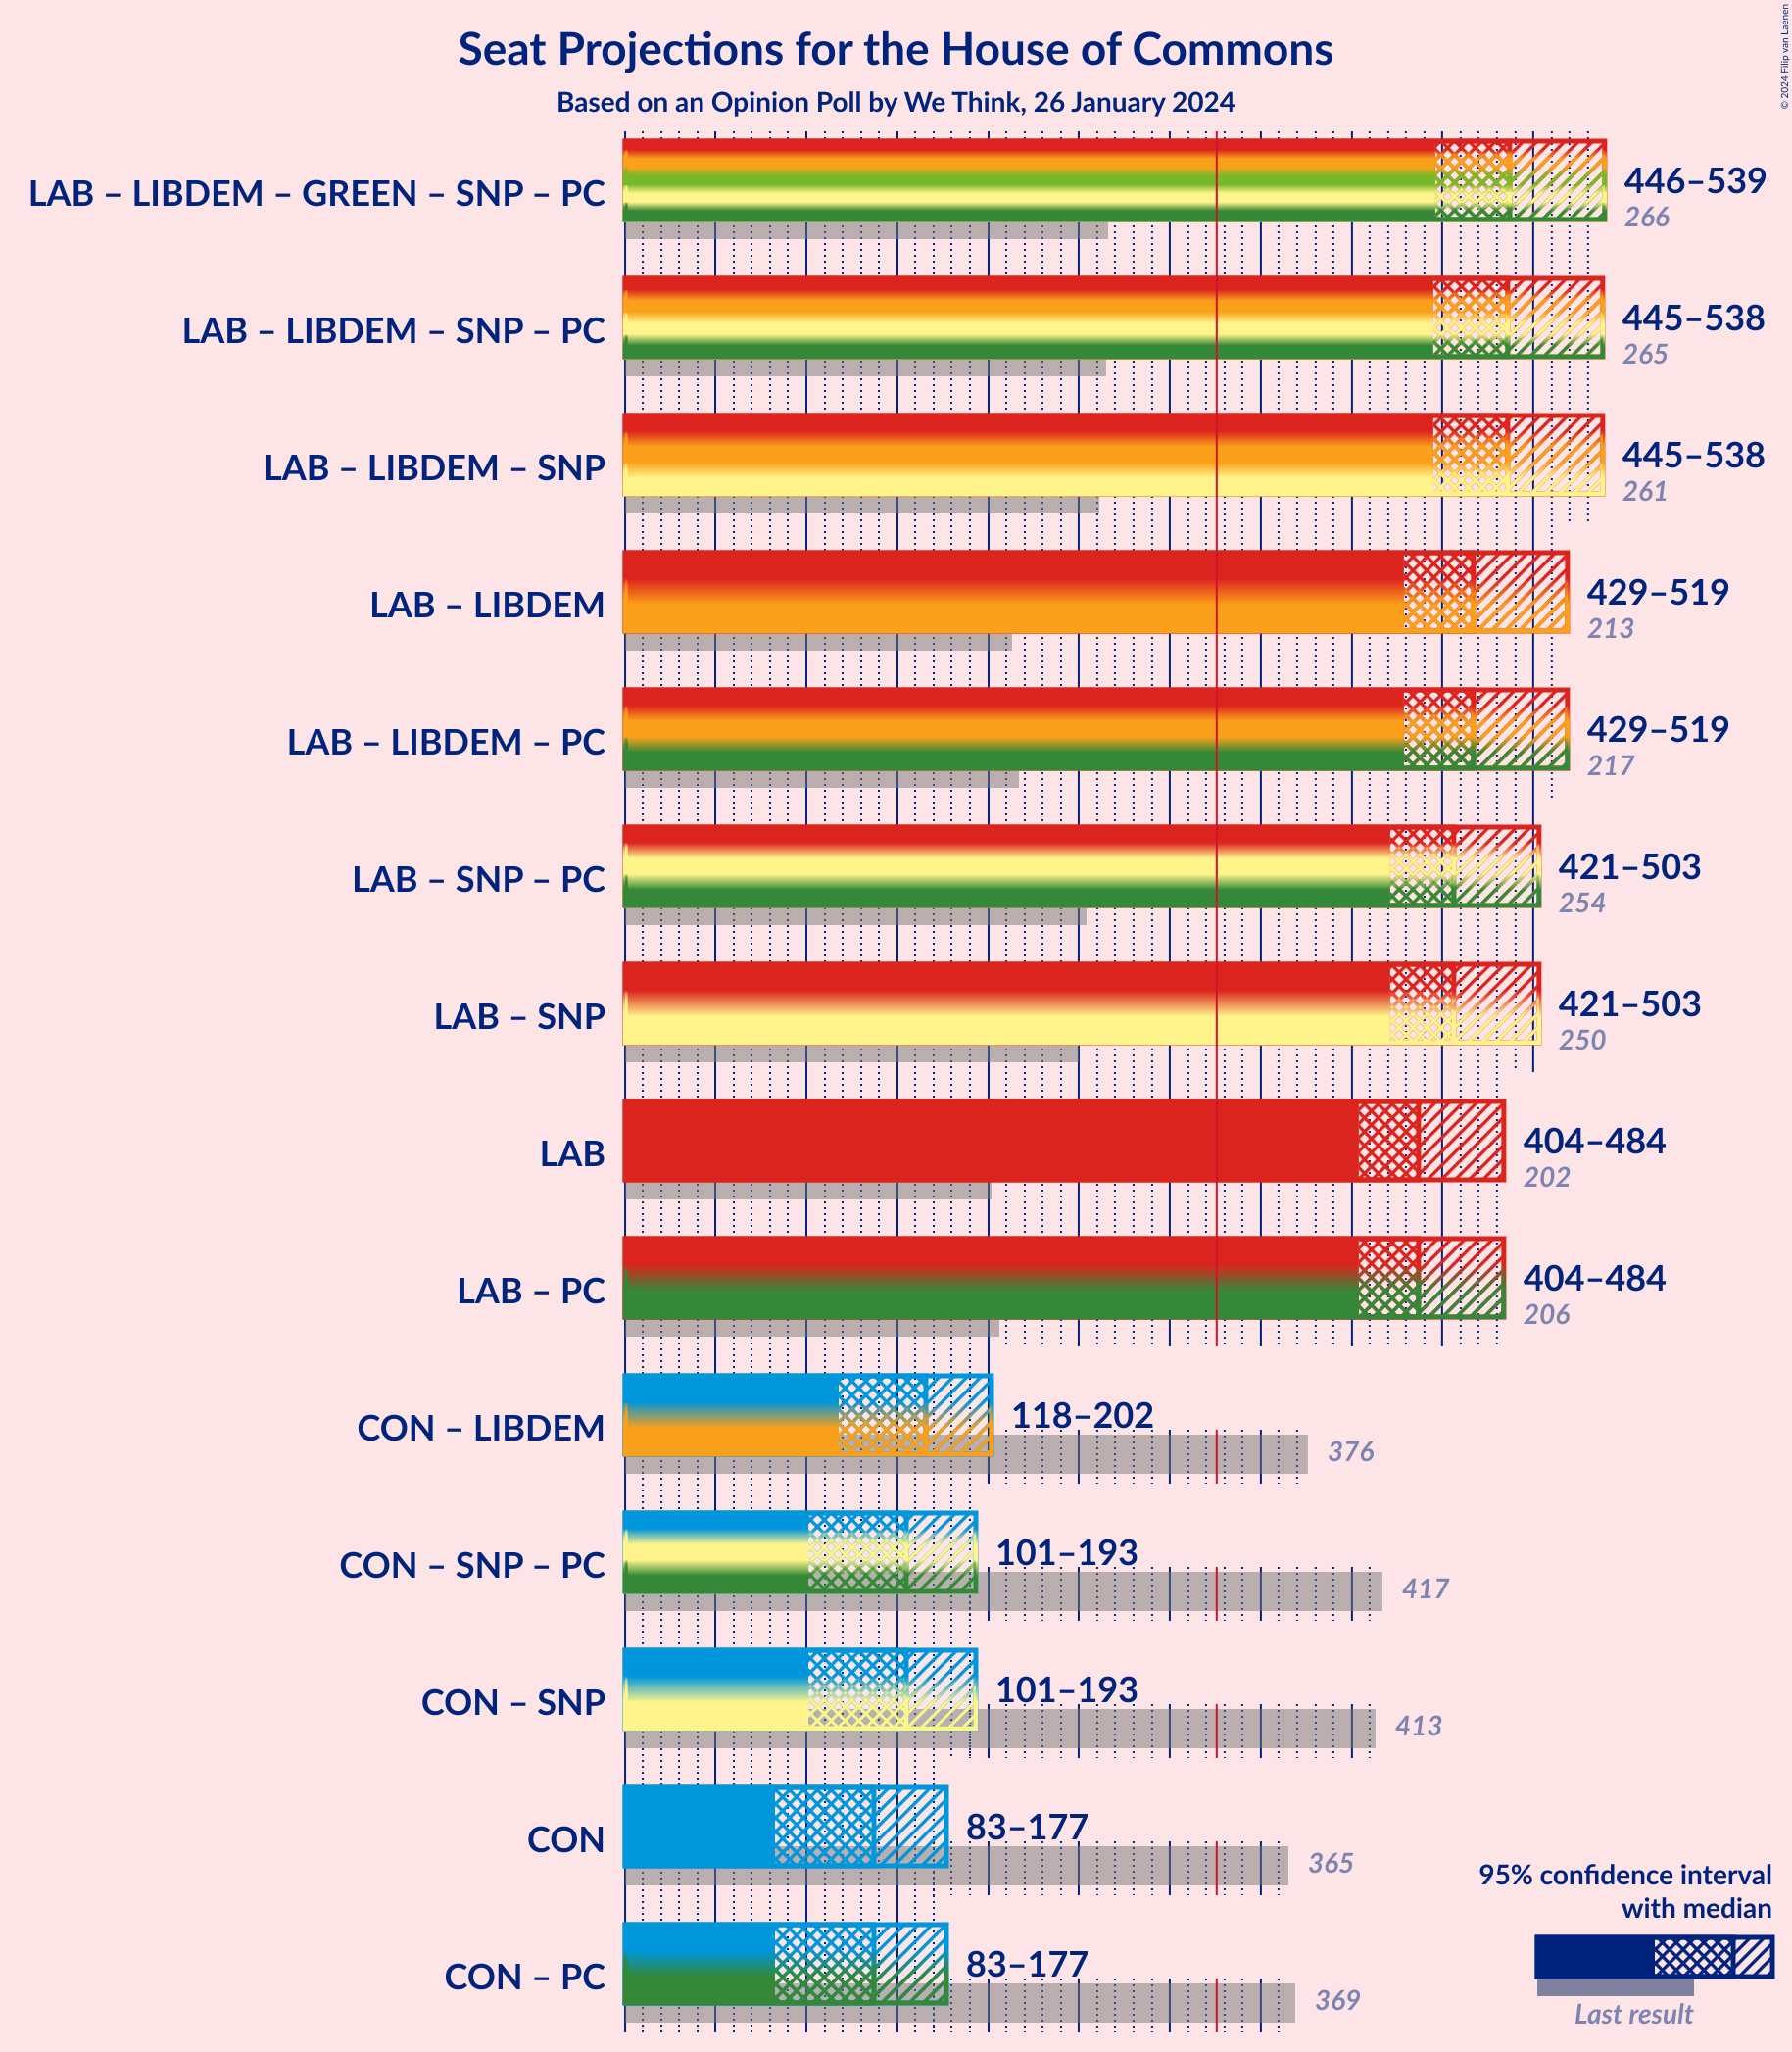 Seat Projections for the House of Commons
Based on an Opinion Poll by We Think, 26 January 2024
© 2024 Filip van Laenen
LAB – LIBDEM – GREEN – SNP – PC
446–539
266
LAB – LIBDEM – SNP – PC
445–538
265
LAB – LIBDEM – SNP
445–538
261
LAB – LIBDEM
429–519
213
LAB – LIBDEM – PC
429–519
217
LAB – SNP – PC
421–503
254
LAB – SNP
421–503
250
LAB
404–484
202
LAB – PC
404–484
206
CON – LIBDEM
118–202
376
CON – SNP – PC
101–193
417
CON – SNP
101–193
413
CON
83–177
365
CON – PC
83–177
369
95% confidence interval
with median
Last result